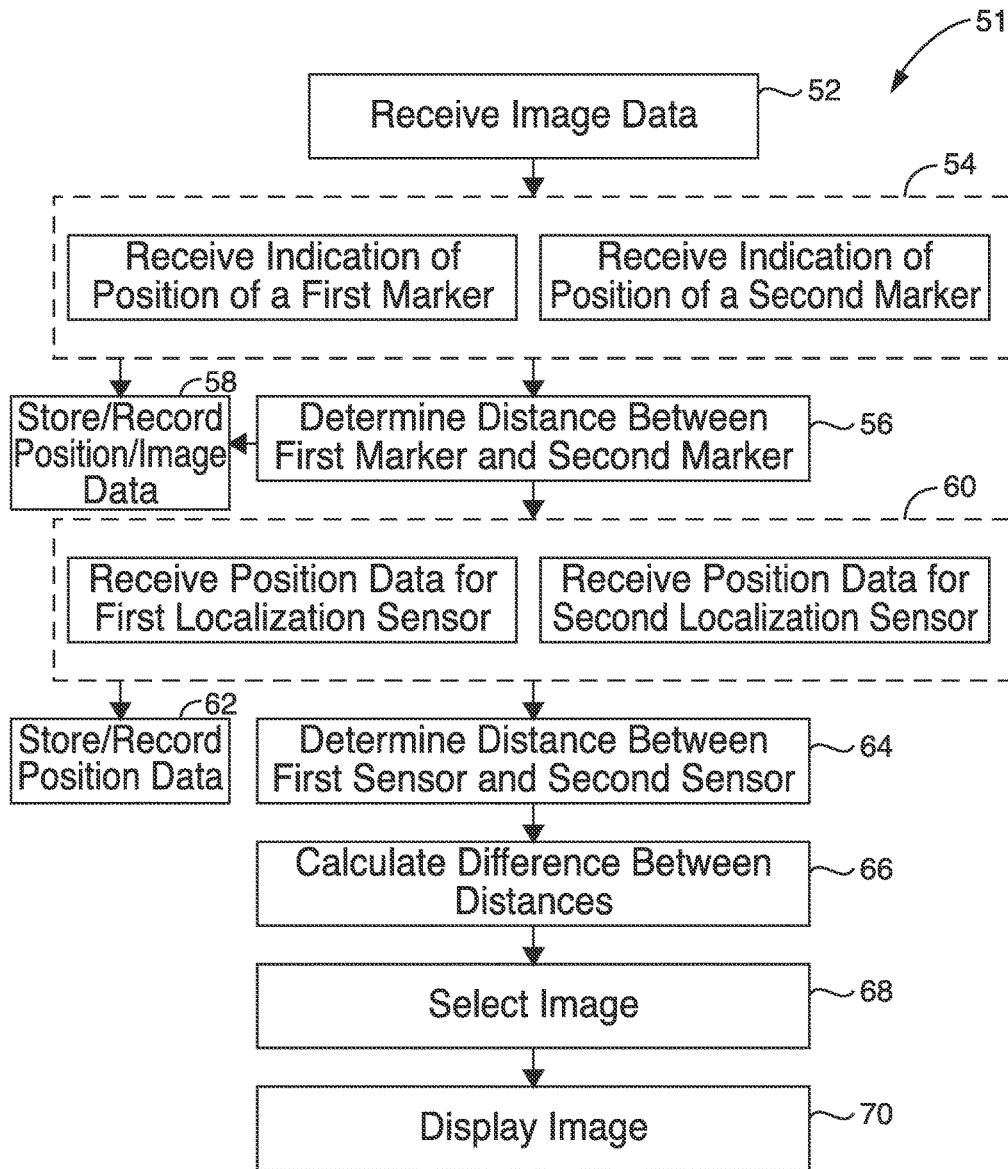 51
Receive Image Data
52
54
Receive Indication of
Position of a First Marker
Receive Indication of
Position of a Second Marker
58
Store/Record
Position/Image
Data
Determine Distance Between
First Marker and Second Marker
56
60
Receive Position Data for
First Localization Sensor
Receive Position Data for
Second Localization Sensor
62
Store/Record
Position Data
Determine Distance Between
First Sensor and Second Sensor
64
Calculate Difference Between
Distances
66
Select Image
68
Display Image
70